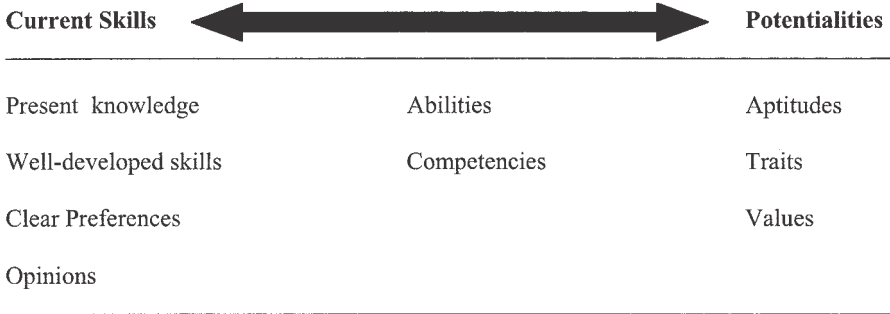 Current Skills Potentialities
Present knowledge Abilities Aptitudes
Well-developed skills Competencies Traits
Clear Preferences Values
Opinions